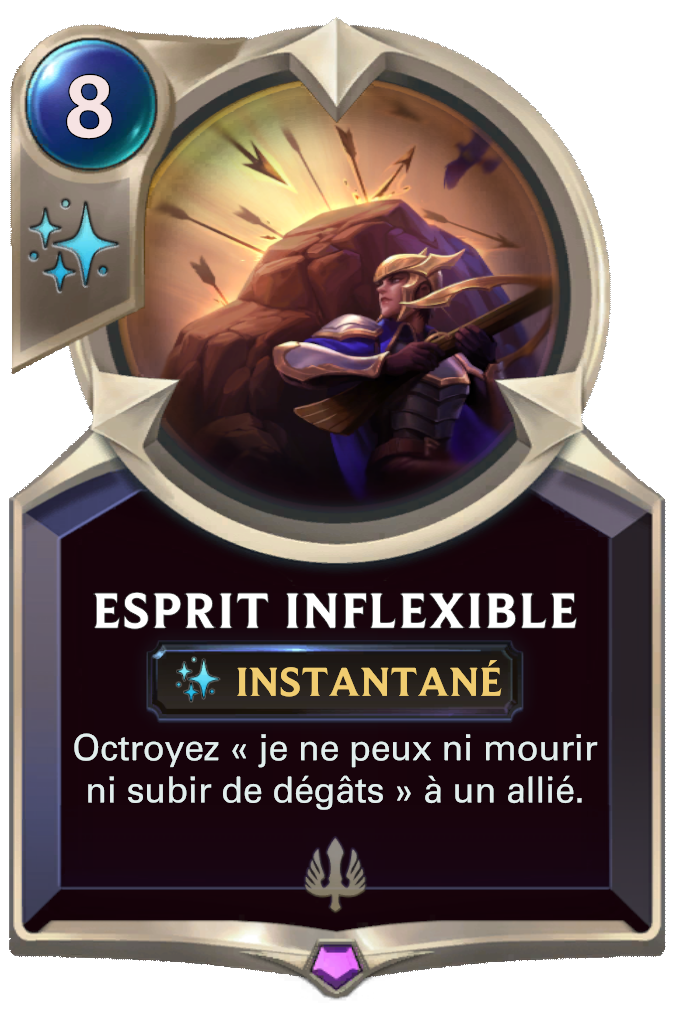 8
ESPRIT INFLEXIBLE
INSTANTANÉ
Octroyez « je ne peux ni mourir
ni subir de dégâts » à un allié.